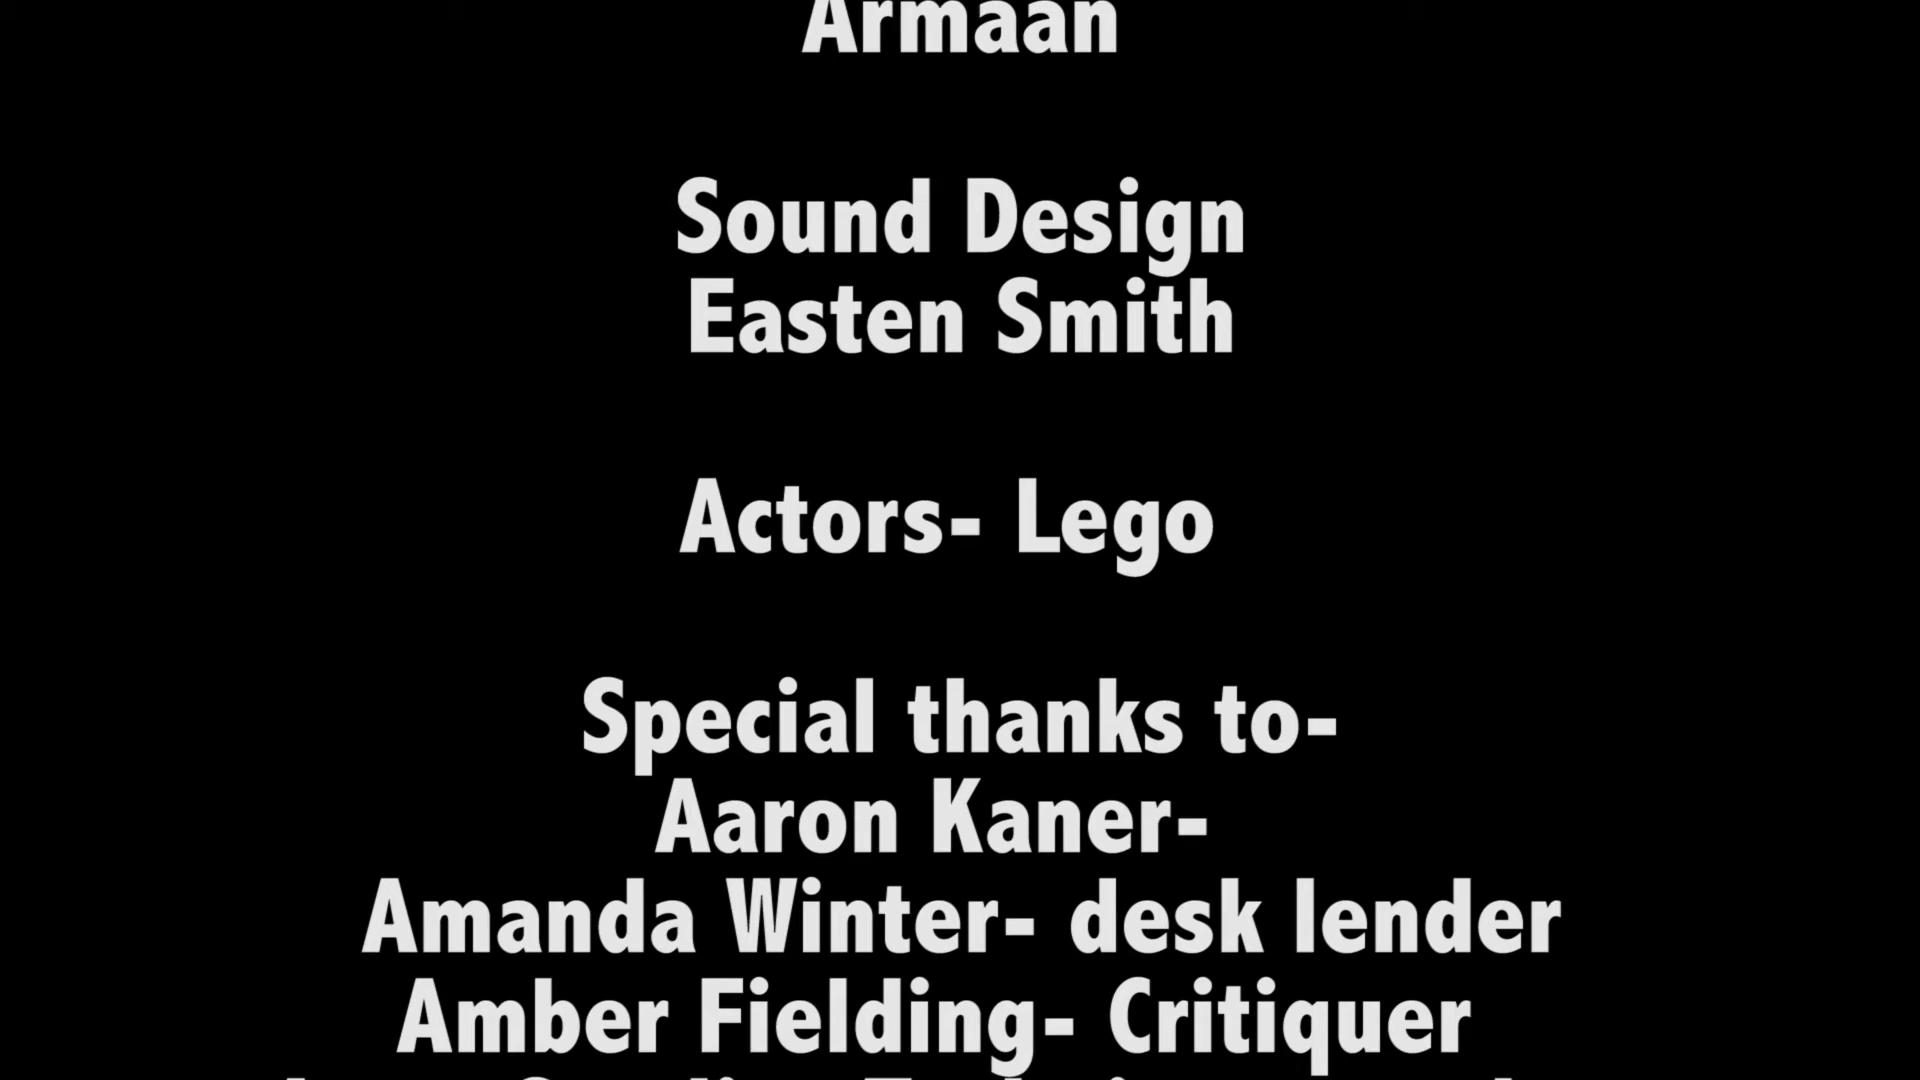 Armaan
Sound Design
Easten Smith
Actors- Lego
Special thanks to-
Aaron Kaner-
Amanda Winter- desk lender
Amber Fielding- Critiquer